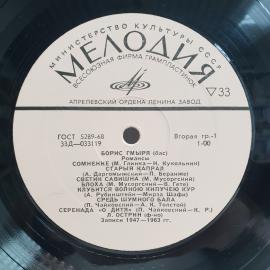 МИНИСТЕРСТВО КУЛЬТУРЫ СССР
МЕЛОДИЯ
ВСЕСОЮЗНАЯ ФИРМА ГРАМПЛАСТИНОК
АПРЕЛЕВСКИЙ ОРДЕНА ЛЕНИНА ЗАВОД
33
ГОСТ 5289-68
Вторая гр.-1
33Д—033119
1-00
БОРИС ГМЫРЯ (бас)
Романсы
СОМНЕНИЕ (М. Глинка—Н. Кукольник)
СТАРЫЙ КАПРАЛ
(А. Даргомыжский—П. Беранже)
СВЕТИК САВИШНА (М. Мусоргский)
БЛОХА (М. Мусоргский—В. Гете)
КЛУБИТСЯ ВОЛНОЮ КИПУЧЕЮ КУР
(А. Рубинштейн—Мирза Шафи)
СРЕДЬ ШУМНОГО БАЛА
(П. Чайковский—А. К. Толстой)
СЕРЕНАДА «О ДИТЯ» (П. Чайковский—К. Р.)
Л. ОСТРИН (ф-но)
Записи 1947—1963 гг.